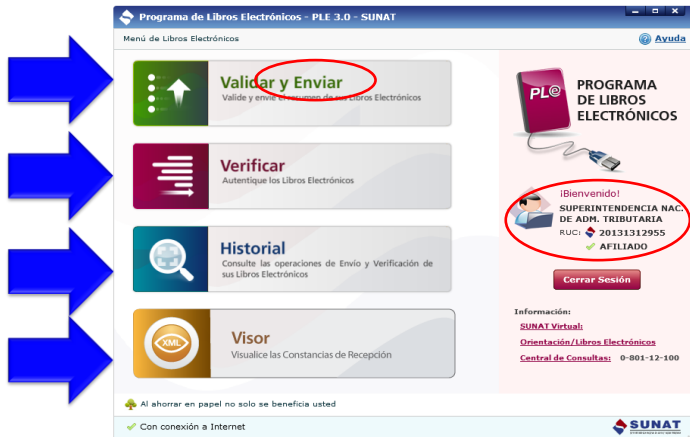 Programa de Libros Electrónicos - PLE 3.0 - SUNAT
Menú de Libros Electrónicos
Ayuda
Validar y Enviar
Valide y envíe el resumen de sus Libros Electrónicos
Verificar
Autentique los Libros Electrónicos
Historial
Consulte las operaciones de Envío y Verificación de
sus Libros Electrónicos
XML
Visor
Visualice las Constancias de Recepción
PLe
PROGRAMA
DE LIBROS
ELECTRÓNICOS
¡Bienvenido!
SUPERINTENDENCIA NAC.
DE ADM. TRIBUTARIA
RUC: 20131312955
AFILIADO
Cerrar Sesión
Información:
SUNAT Virtual:
Orientación/Libros Electrónicos
Central de Consultas: 0-801-12-100
Al ahorrar en papel no solo se beneficia usted
Con conexión a Internet
SUNAT